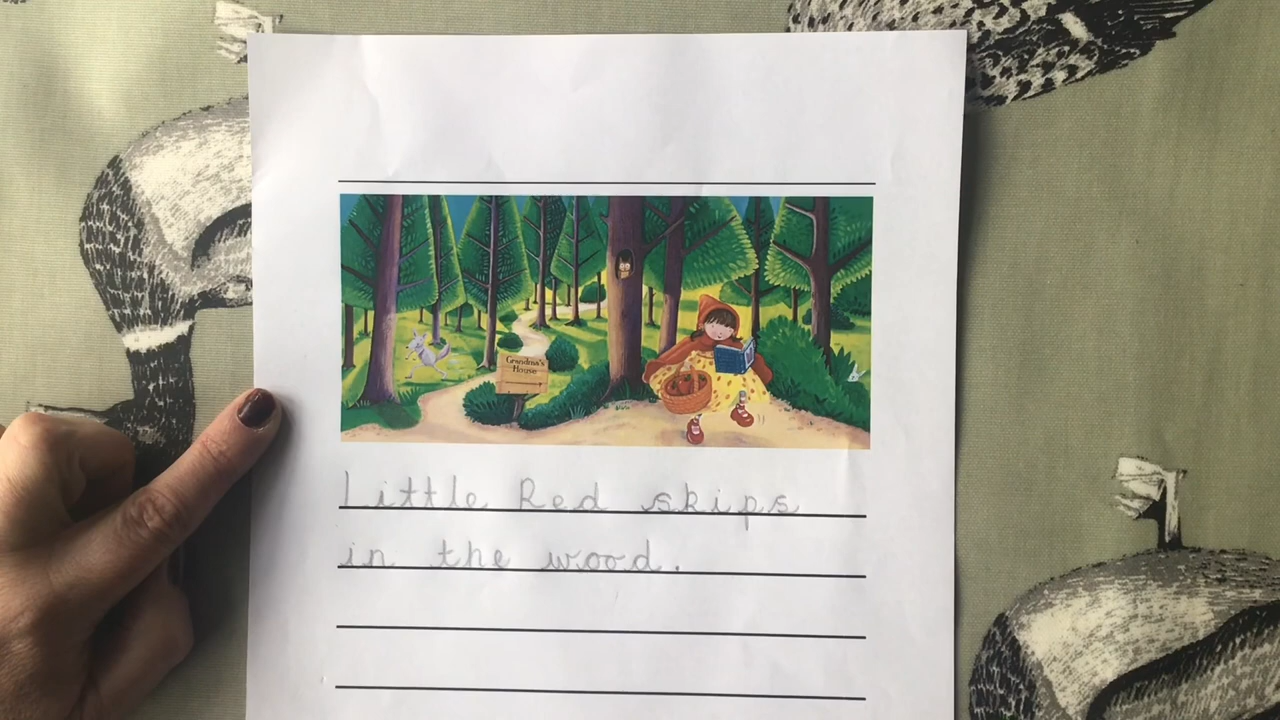 Grandma's
House
Little Red skips
in the wood.